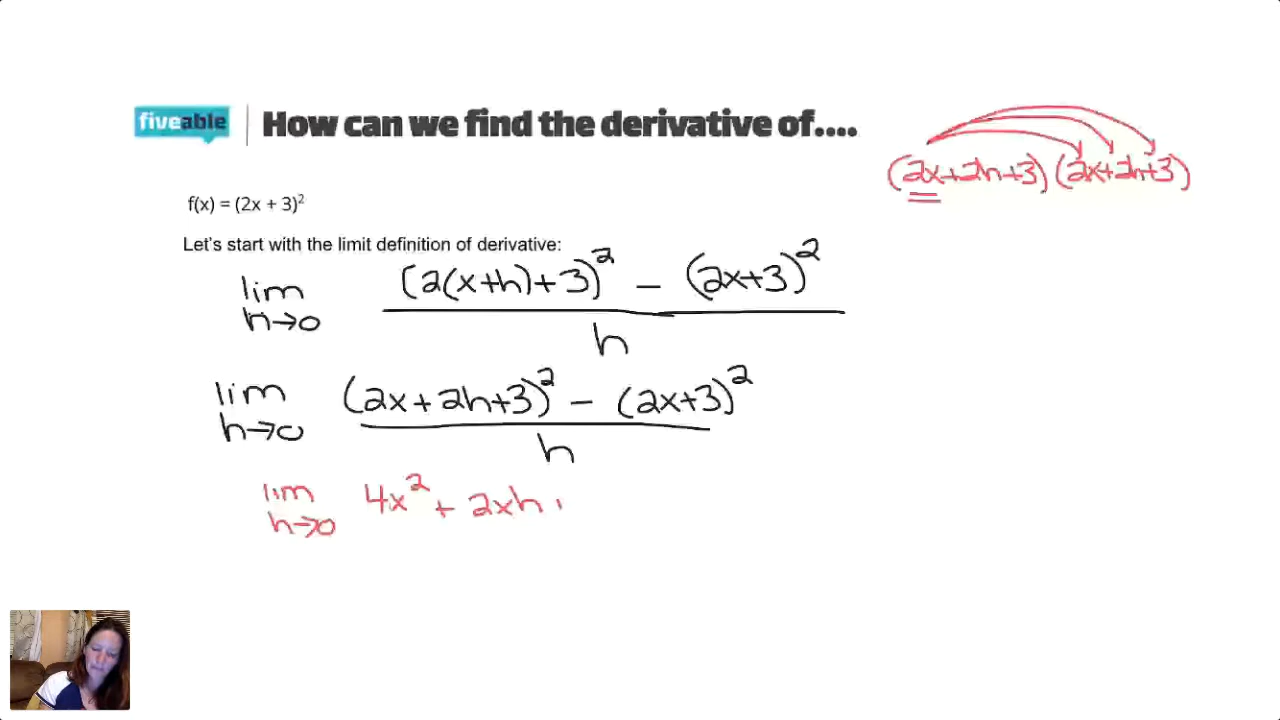 fiveable
How can we find the derivative of....
(2x+2h+3)(2x+2h+3)
f(x) = (2x + 3)²
Let's start with the limit definition of derivative:
lim h→0 (2(x+h)+3)² − (2x+3)²
h
lim h→0 (2x+2h+3)² − (2x+3)²
h
lim h→0 4x² + 2xh